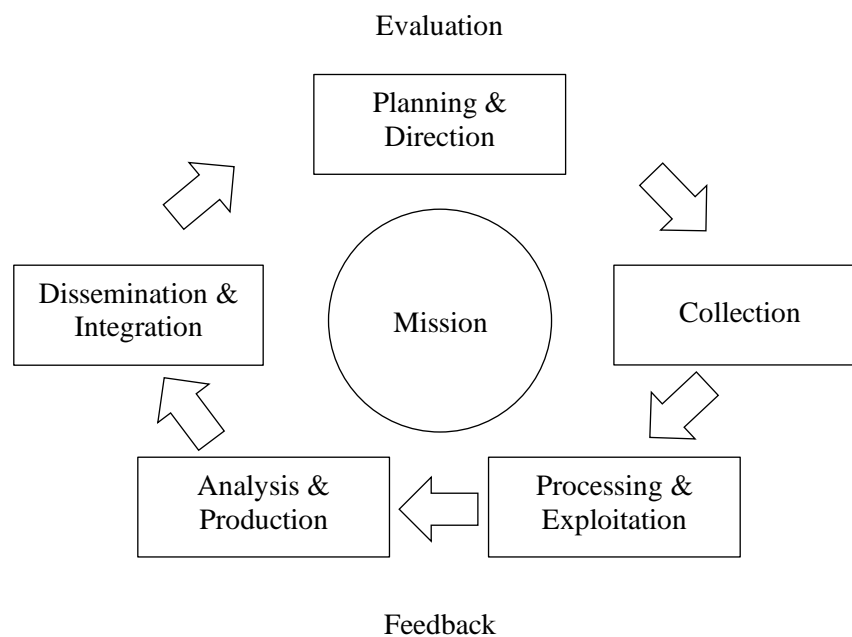 Evaluation
Planning &
Direction
Dissemination &
Integration
Mission
Collection
Analysis &
Production
Processing &
Exploitation
Feedback